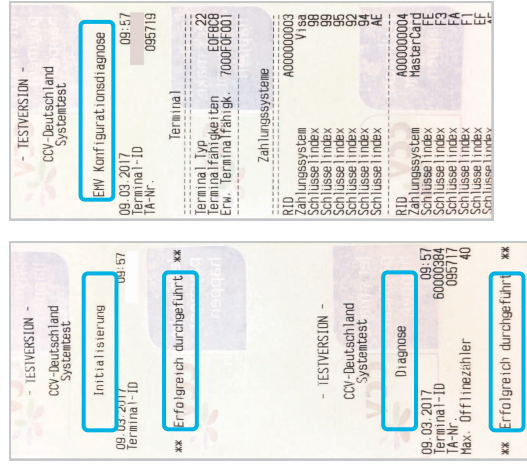 - TESTVERSION -
CCV-Deutschland
Systemtest
EMV Konfigurationsdiagnose
09.03.2017 09:57
Terminal-ID
TA-Nr. 095719
Terminal
Terminal Typ 22
Terminalfähigkeiten E0F8C8
Erw. Terminalfähigk. 7000F0F001
Zahlungssysteme
RID A000000003
Zahlungssystem Visa
Schlüsselindex 98
Schlüsselindex 99
Schlüsselindex 95
Schlüsselindex 92
Schlüsselindex 94
Schlüsselindex AE
RID A000000004
Zahlungssystem MasterCard
Schlüsselindex FE
Schlüsselindex F3
Schlüsselindex FA
Schlüsselindex F1
Schlüsselindex EF
- TESTVERSION -
CCV-Deutschland
Systemtest
Initialisierung
09.03.2017 09:57
Terminal-ID
** Erfolgreich durchgeführt **
- TESTVERSION -
CCV-Deutschland
Systemtest
Diagnose
09.03.2017 09:57
Terminal-ID 60000384
TA-Nr. 095717
Max. Offlinezähler 40
** Erfolgreich durchgeführt **